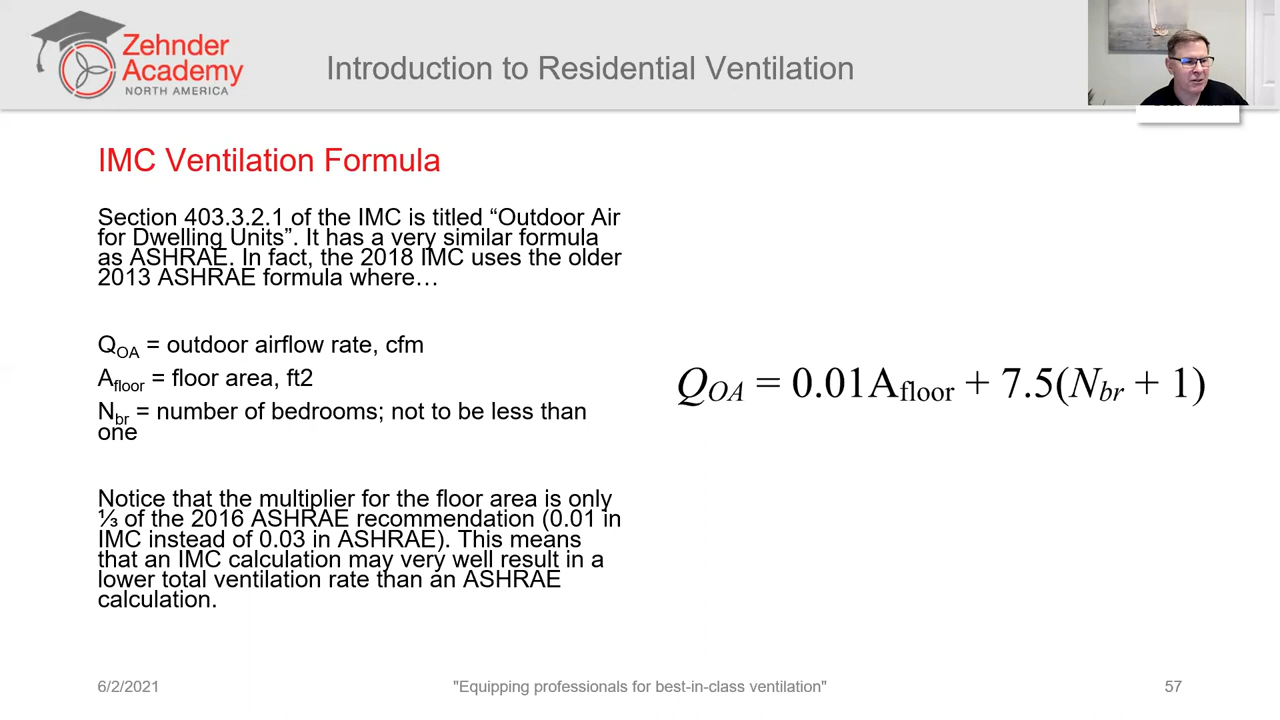 Zehnder
Academy
NORTH AMERICA
Introduction to Residential Ventilation
IMC Ventilation Formula
Section 403.3.2.1 of the IMC is titled “Outdoor Air
for Dwelling Units”. It has a very similar formula
as ASHRAE. In fact, the 2018 IMC uses the older
2013 ASHRAE formula where…
Q_OA = outdoor airflow rate, cfm
A_floor = floor area, ft2
N_br = number of bedrooms; not to be less than
one
Q_OA = 0.01A_floor + 7.5(N_br + 1)
Notice that the multiplier for the floor area is only
⅓ of the 2016 ASHRAE recommendation (0.01 in
IMC instead of 0.03 in ASHRAE). This means
that an IMC calculation may very well result in a
lower total ventilation rate than an ASHRAE
calculation.
6/2/2021
"Equipping professionals for best-in-class ventilation"
57